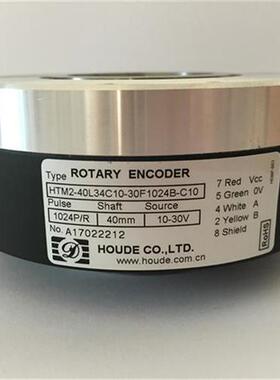 Type ROTARY ENCODER
HTM2-40L34C10-30F1024B-C10
Pulse Shaft Source
1024P/R 40mm 10-30V
No. A17022212
7 Red Vcc
5 Green 0V
4 White A
2 Yellow B
8 Shield
RoHS
HOUDE CO.,LTD.
www.houde.com.cn